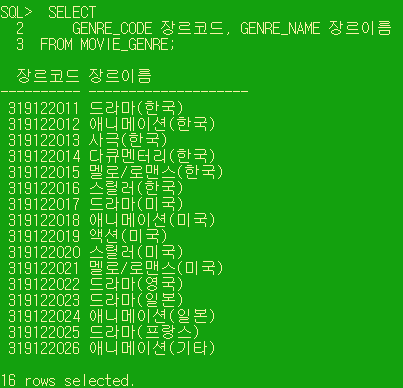 SQL>  SELECT
  2      GENRE_CODE 장르코드, GENRE_NAME 장르이름
  3  FROM MOVIE_GENRE;
장르코드 장르이름
---------- --------------------
319122011 드라마(한국)
319122012 애니메이션(한국)
319122013 사극(한국)
319122014 다큐멘터리(한국)
319122015 멜로/로맨스(한국)
319122016 스릴러(한국)
319122017 드라마(미국)
319122018 애니메이션(미국)
319122019 액션(미국)
319122020 스릴러(미국)
319122021 멜로/로맨스(미국)
319122022 드라마(영국)
319122023 드라마(일본)
319122024 애니메이션(일본)
319122025 드라마(프랑스)
319122026 애니메이션(기타)
16 rows selected.